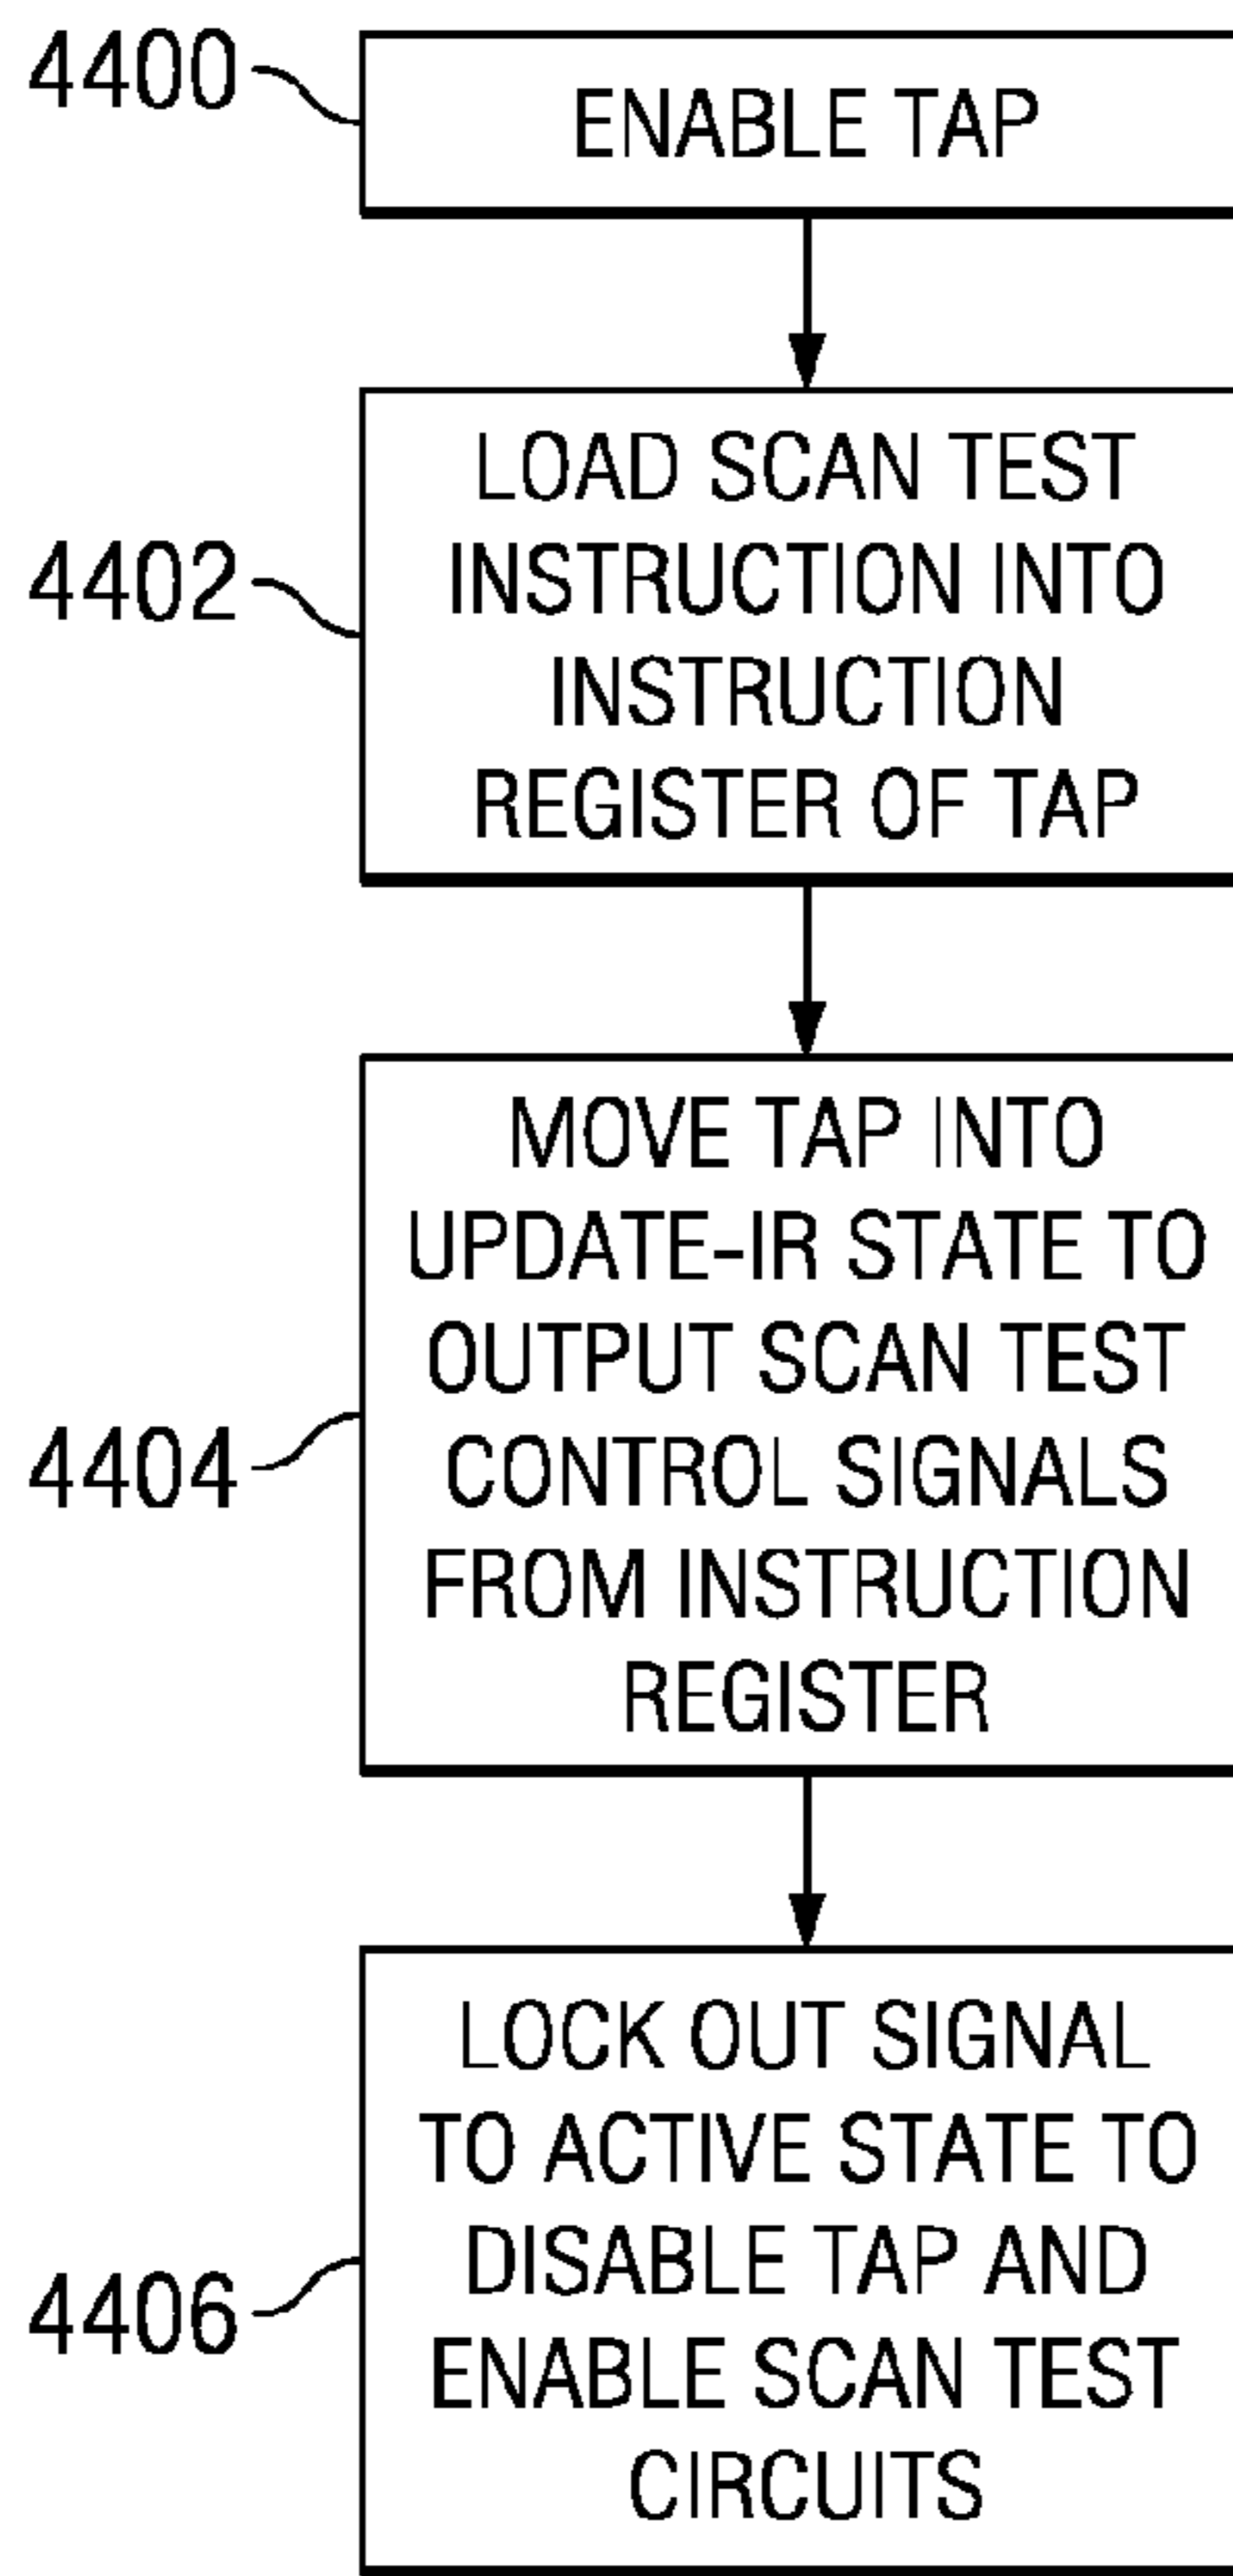 4400
ENABLE TAP
4402
LOAD SCAN TEST
INSTRUCTION INTO
INSTRUCTION
REGISTER OF TAP
4404
MOVE TAP INTO
UPDATE-IR STATE TO
OUTPUT SCAN TEST
CONTROL SIGNALS
FROM INSTRUCTION
REGISTER
4406
LOCK OUT SIGNAL
TO ACTIVE STATE TO
DISABLE TAP AND
ENABLE SCAN TEST
CIRCUITS